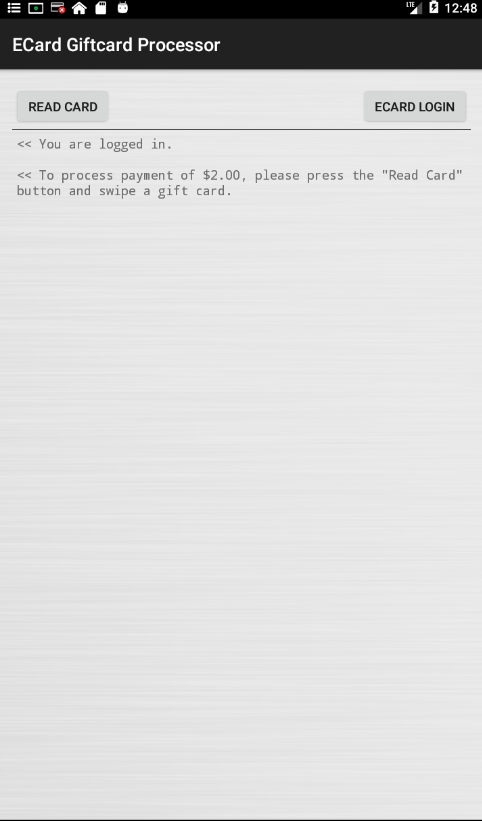 LTE 12:48
ECard Giftcard Processor
READ CARD ECARD LOGIN
<< You are logged in.
<< To process payment of $2.00, please press the "Read Card"
button and swipe a gift card.